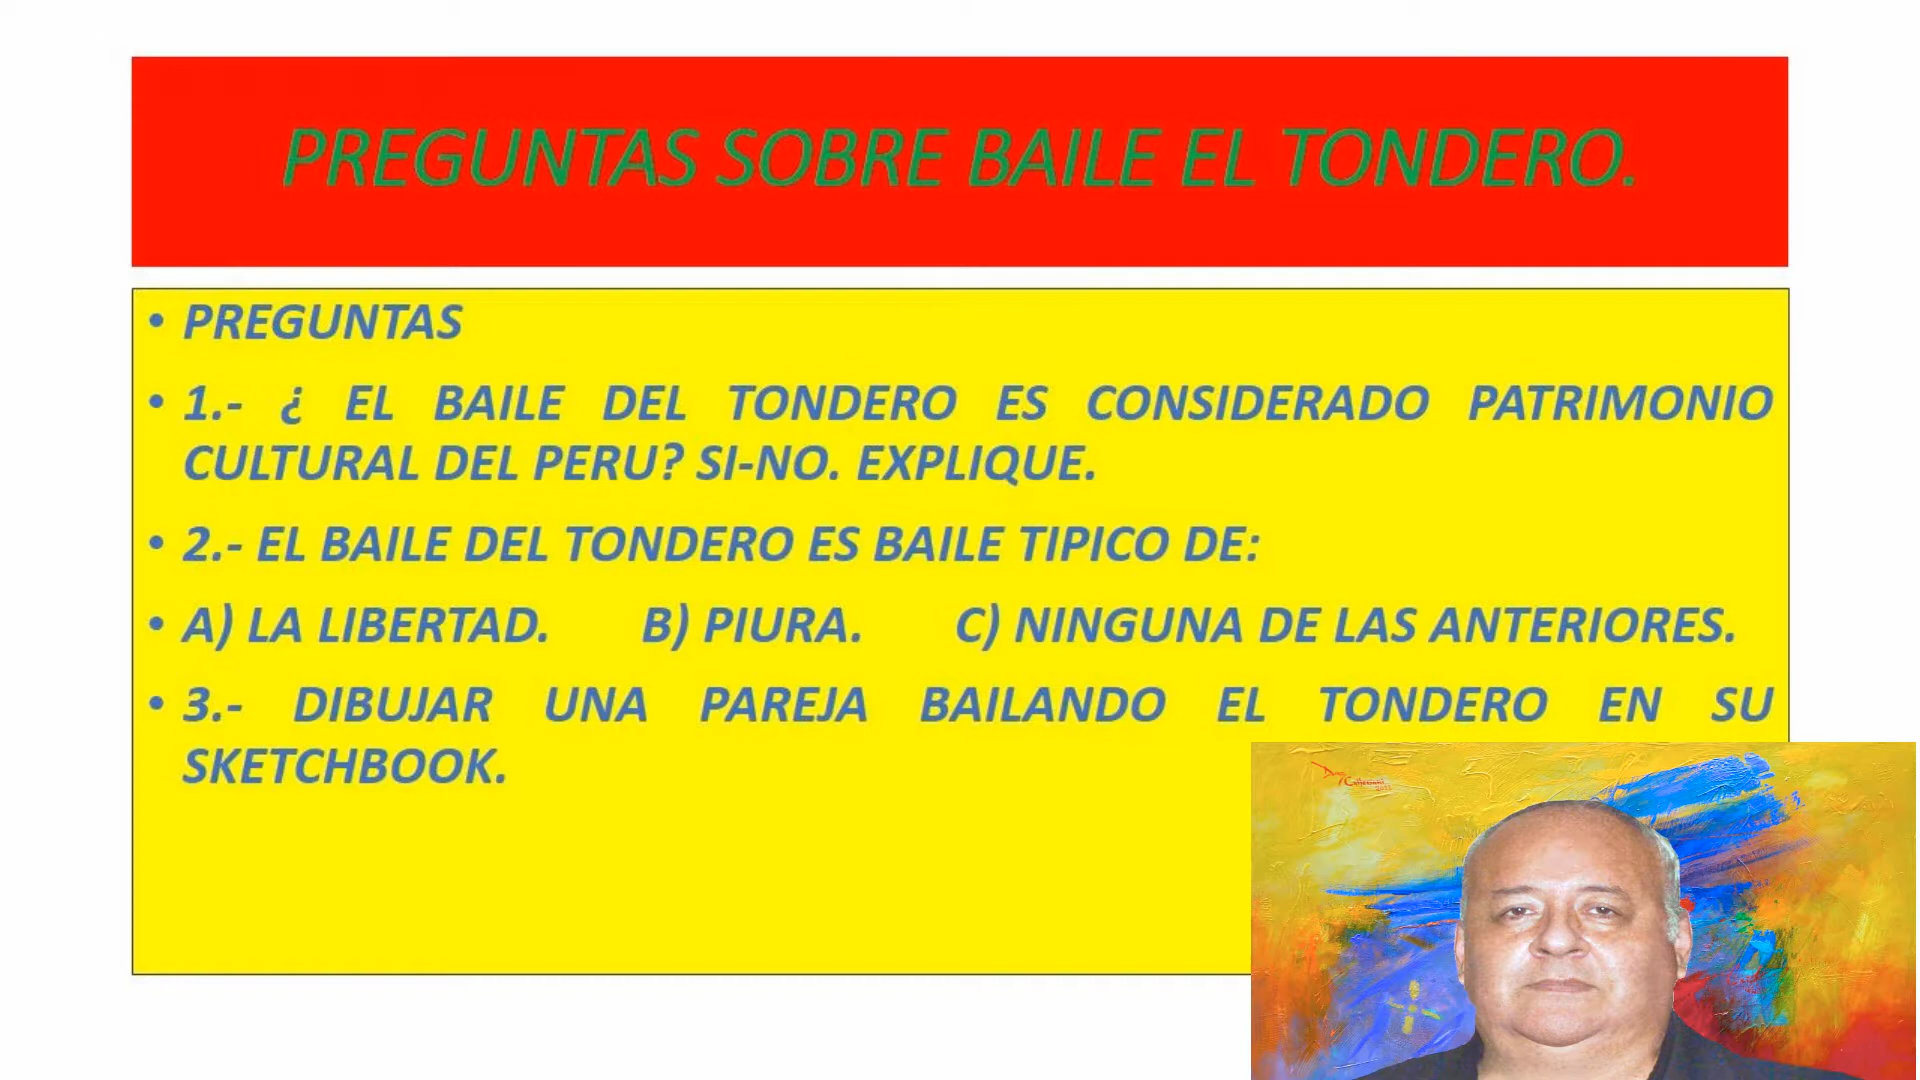 PREGUNTAS SOBRE BAILE EL TONDERO.
• PREGUNTAS
• 1.- ¿ EL BAILE DEL TONDERO ES CONSIDERADO PATRIMONIO
CULTURAL DEL PERU? SI-NO. EXPLIQUE.
• 2.- EL BAILE DEL TONDERO ES BAILE TIPICO DE:
• A) LA LIBERTAD. B) PIURA. C) NINGUNA DE LAS ANTERIORES.
• 3.- DIBUJAR UNA PAREJA BAILANDO EL TONDERO EN SU
SKETCHBOOK.